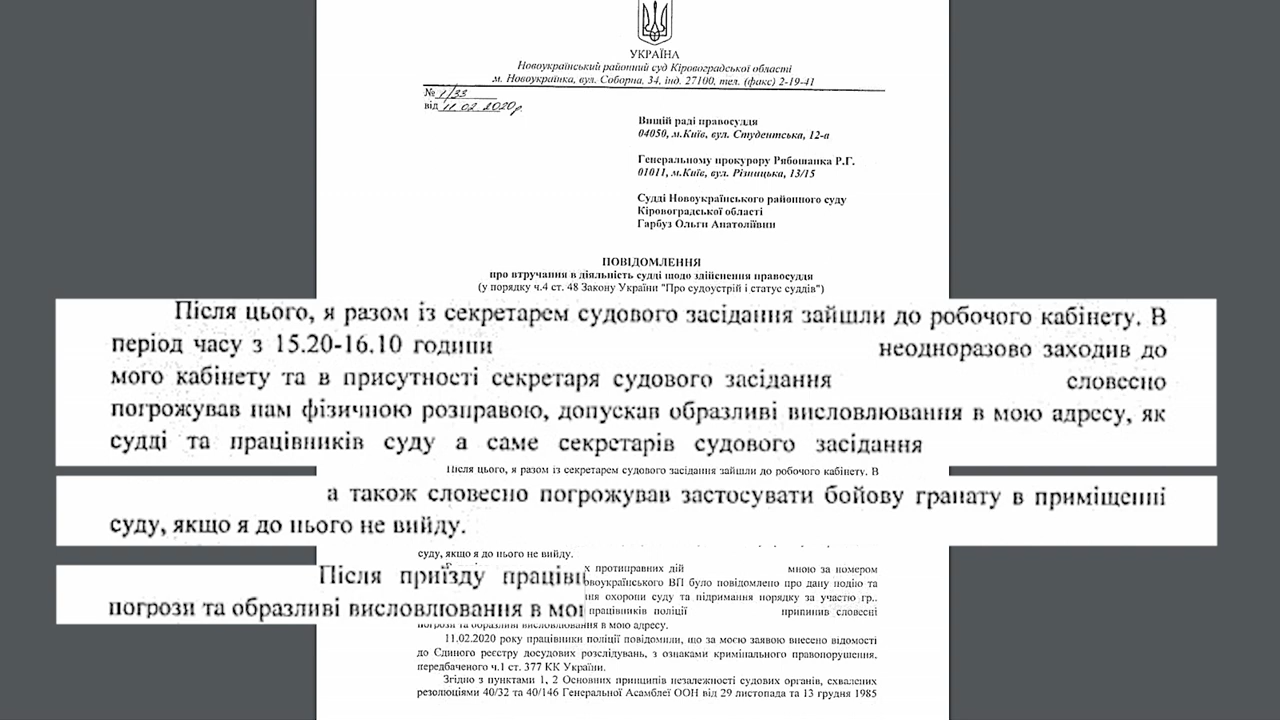 УКРАЇНА
Новоукраїнський районний суд Кіровоградської області
м. Новоукраїнка, вул. Соборна, 34, інд. 27100, тел. (факс) 2-19-41
№ 1/33
від 11.02.2020р
Вищій раді правосуддя
04050, м.Київ, вул. Студентська, 12-а
Генеральному прокурору Рябошапка Р.Г.
01011, м.Київ, вул. Різницька, 13/15
Судді Новоукраїнського районного суду
Кіровоградської області
Гарбуз Ольги Анатоліївни
ПОВІДОМЛЕННЯ
про втручання в діяльність судді щодо здійснення правосуддя
(у порядку ч.4 ст. 48 Закону України "Про судоустрій і статус суддів")
Після цього, я разом із секретарем судового засідання зайшли до робочого кабінету. В
період часу з 15.20-16.10 години неодноразово заходив до
мого кабінету та в присутності секретаря судового засідання словесно
погрожував нам фізичною розправою, допускав образливі висловлювання в мою адресу, як
судді та працівників суду а саме секретарів судового засідання
Після цього, я разом із секретарем судового засідання зайшли до робочого кабінету. В
а також словесно погрожував застосувати бойову гранату в приміщенні
суду, якщо я до нього не вийду.
суду, якщо я до нього не вийду.
х протиправних дій мною за номером
овоукраїнського ВП було повідомлено про дану подію та
ня охорони суду та підримання порядку за участю гр..
Після приїзду праців
працівників поліції припинив словесні
погрози та образливі висловлювання в мо
погрози та образливі висловлювання в мою адресу.
11.02.2020 року працівники поліції повідомили, що за моєю заявою внесено відомості
до Єдиного реєстру досудових розслідувань, з ознаками кримінального правопорушення,
передбаченого ч.1 ст. 377 КК України.
Згідно з пунктами 1, 2 Основних принципів незалежності судових органів, схвалених
резолюціями 40/32 та 40/146 Генеральної Асамблеї ООН від 29 листопада та 13 грудня 1985